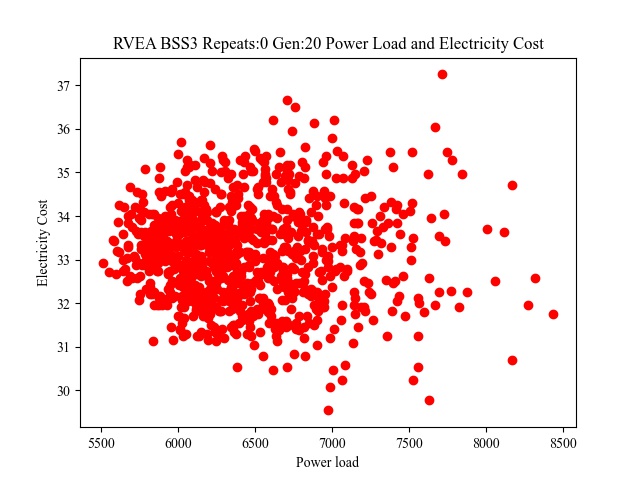 RVEA BSS3 Repeats:0 Gen:20 Power Load and Electricity Cost
37
36
35
34
33
32
31
30
Electricity Cost
5500 6000 6500 7000 7500 8000 8500
Power load